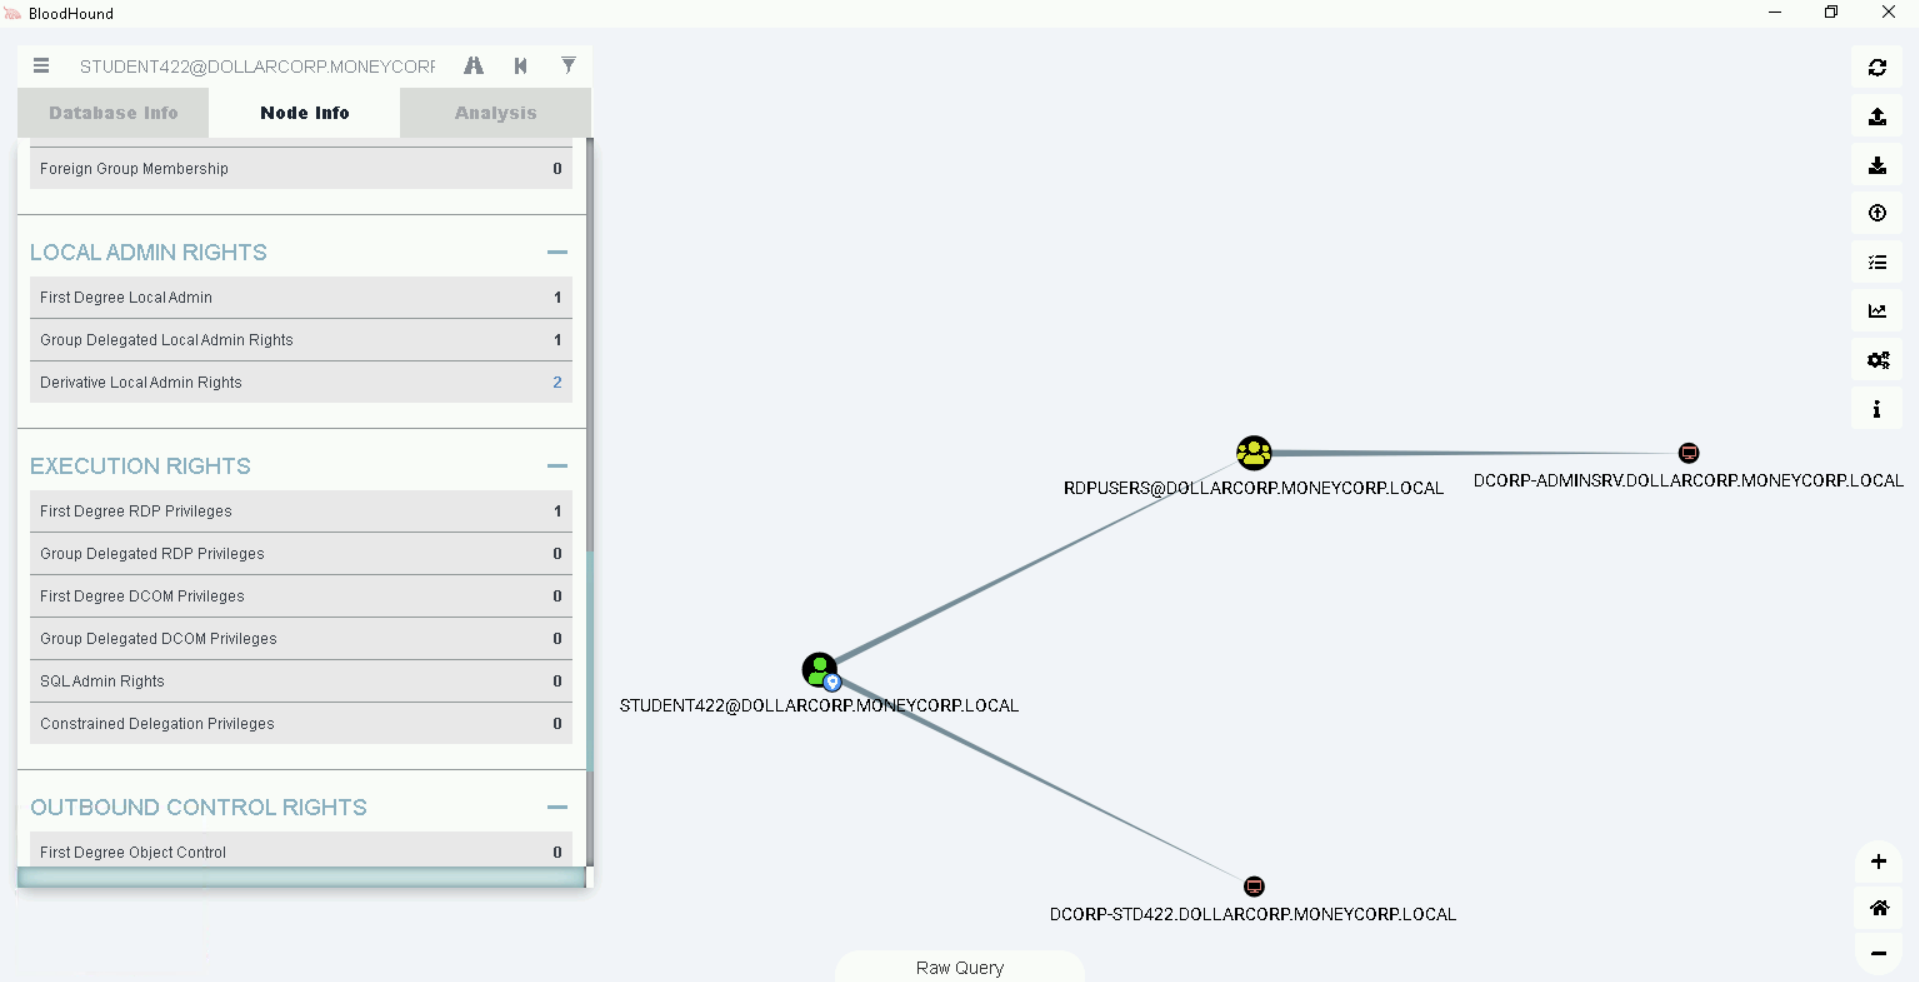 BloodHound
STUDENT422@DOLLARCORP.MONEYCORF
Database Info
Node Info
Analysis
Foreign Group Membership 0
LOCAL ADMIN RIGHTS
First Degree Local Admin 1
Group Delegated Local Admin Rights 1
Derivative Local Admin Rights 2
EXECUTION RIGHTS
First Degree RDP Privileges 1
Group Delegated RDP Privileges 0
First Degree DCOM Privileges 0
Group Delegated DCOM Privileges 0
SQL Admin Rights 0
Constrained Delegation Privileges 0
OUTBOUND CONTROL RIGHTS
First Degree Object Control 0
RDPUSERS@DOLLARCORP.MONEYCORP.LOCAL
DCORP-ADMINSRV.DOLLARCORP.MONEYCORP.LOCAL
STUDENT422@DOLLARCORP.MONEYCORP.LOCAL
DCORP-STD422.DOLLARCORP.MONEYCORP.LOCAL
Raw Query